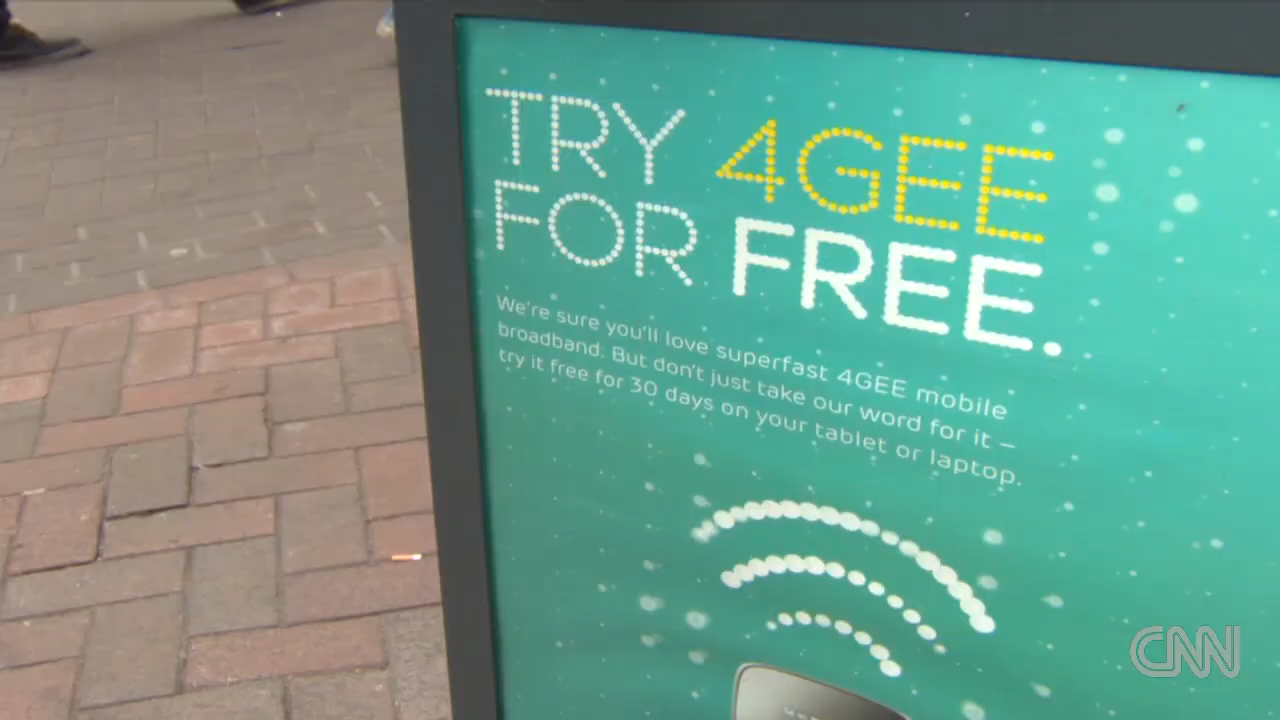 TRY 4GEE
FOR FREE.
We're sure you'll love superfast 4GEE mobile
broadband. But don't just take our word for it –
try it free for 30 days on your tablet or laptop.
CNN